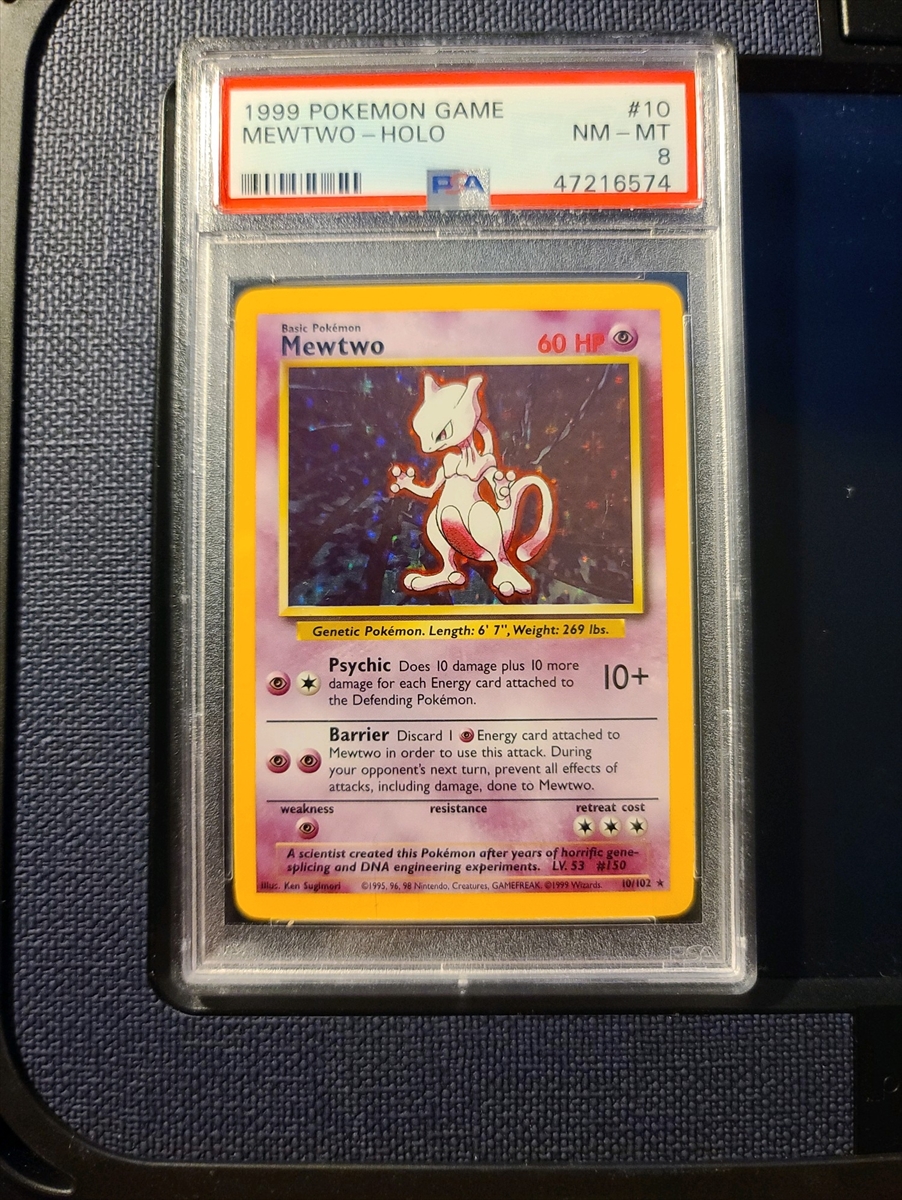 1999 POKEMON GAME #10
MEWTWO - HOLO NM - MT
8
PSA 47216574
Basic Pokémon
Mewtwo 60 HP
Genetic Pokémon. Length: 6' 7", Weight: 269 lbs.
Psychic Does 10 damage plus 10 more
damage for each Energy card attached to
the Defending Pokémon.
10+
Barrier Discard 1 Energy card attached to
Mewtwo in order to use this attack. During
your opponent's next turn, prevent all effects of
attacks, including damage, done to Mewtwo.
weakness resistance retreat cost
A scientist created this Pokémon after years of horrific gene-
splicing and DNA engineering experiments. LV. 53 #150
Illus. Ken Sugimori ©1995, 96, 98 Nintendo, Creatures, GAMEFREAK. ©1999 Wizards. 10/102 ★
PSA